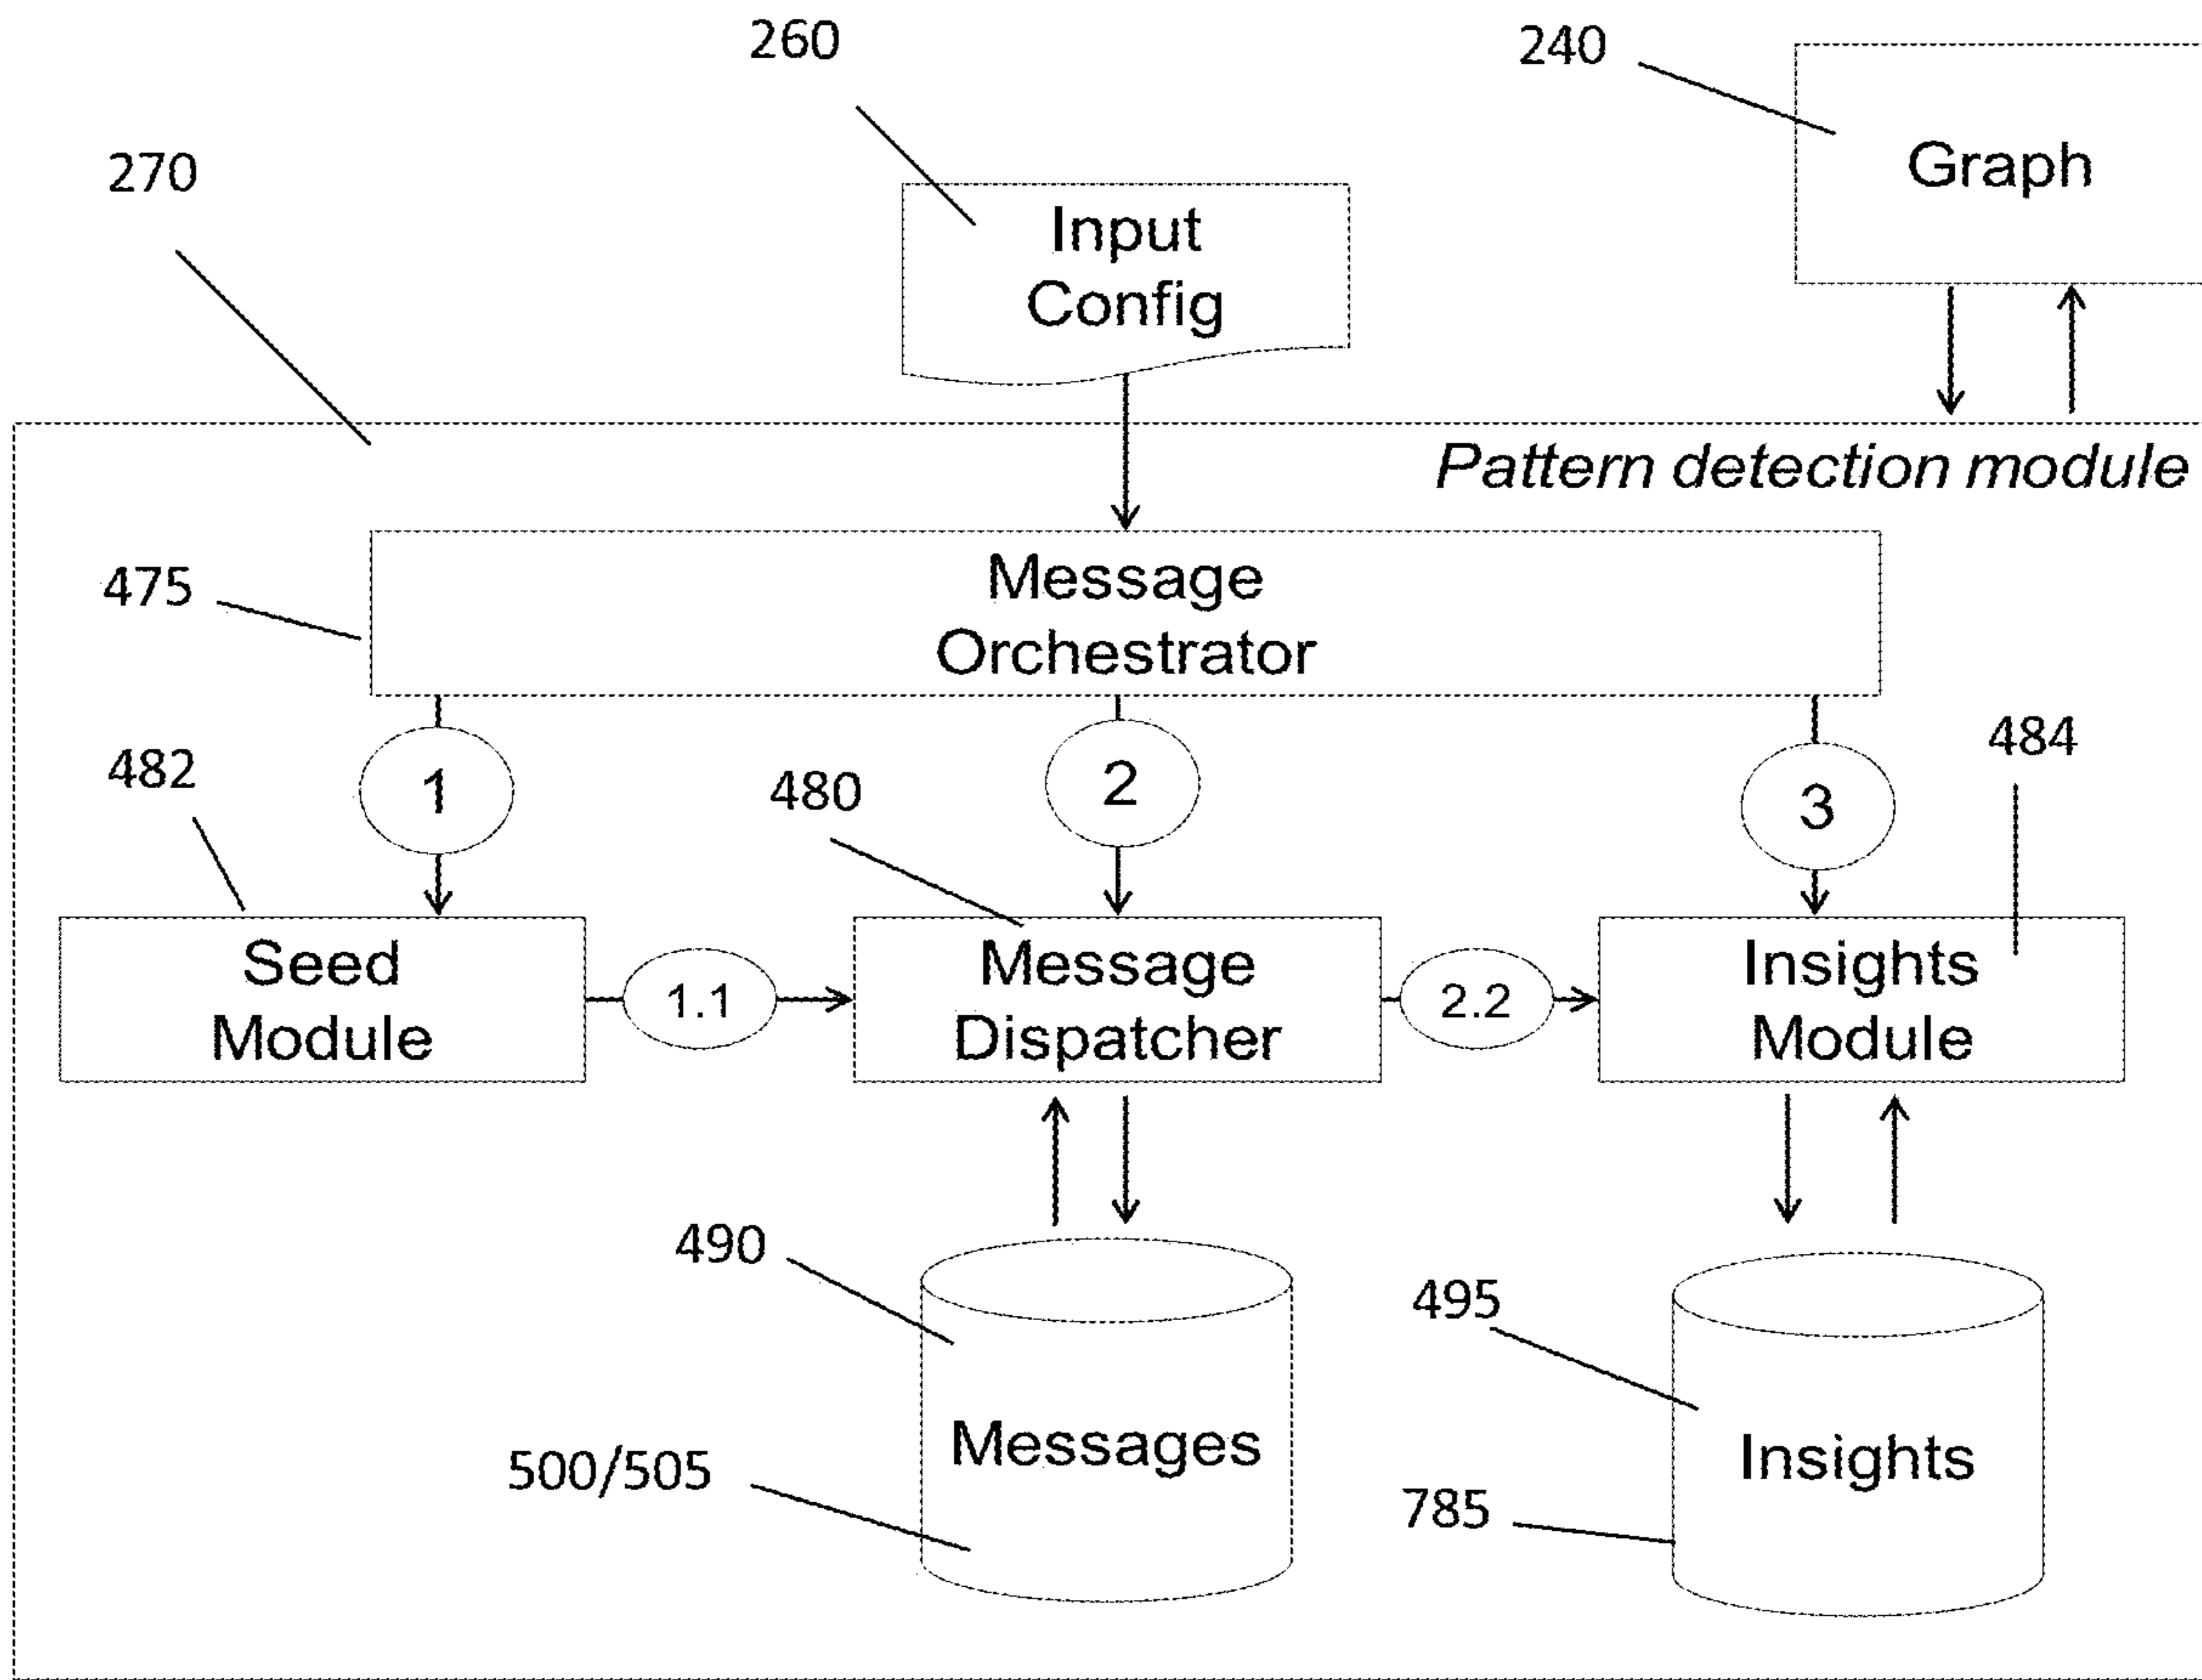 260
240
Graph
270
Input
Config
Pattern detection module
Message
Orchestrator
475
1
2
3
484
482
480
Seed
Module
1.1
Message
Dispatcher
2.2
Insights
Module
490
495
Messages
Insights
500/505
785